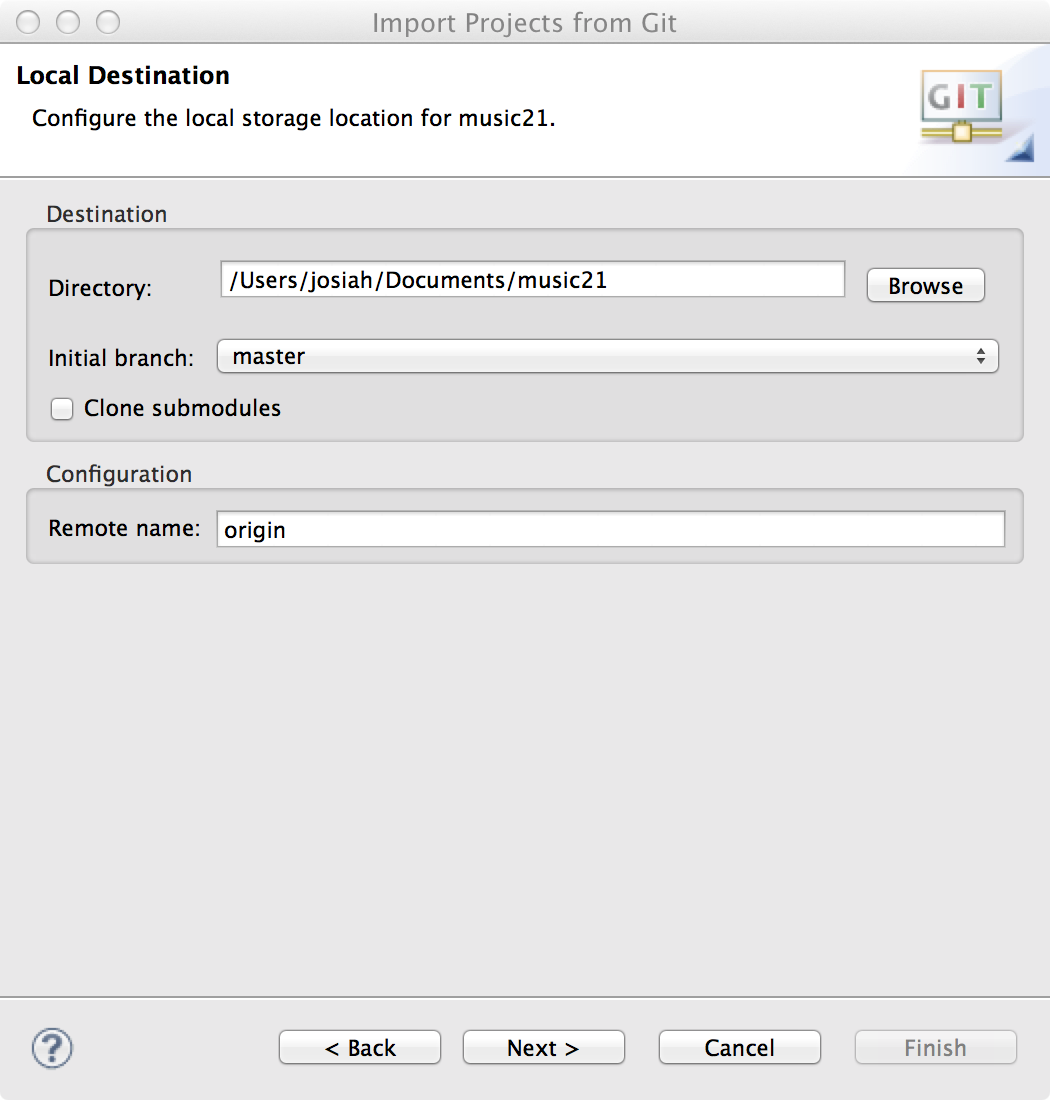 Import Projects from Git
Local Destination
Configure the local storage location for music21.
GIT
Destination
Directory: /Users/josiah/Documents/music21 Browse
Initial branch: master
Clone submodules
Configuration
Remote name: origin
? < Back Next > Cancel Finish